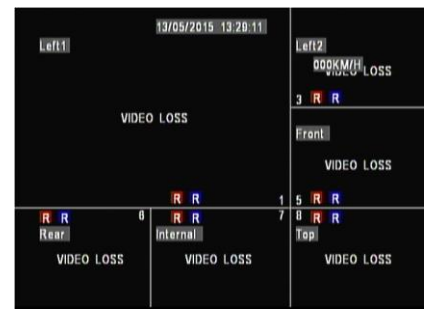 13/05/2015 13:29:11
Left1
VIDEO LOSS
R R 1
Left2
000KM/H
VIDEO LOSS
3 R R
Front
VIDEO LOSS
5 R R
R R 6
Rear
VIDEO LOSS
R R 7
Internal
VIDEO LOSS
8 R R
Top
VIDEO LOSS